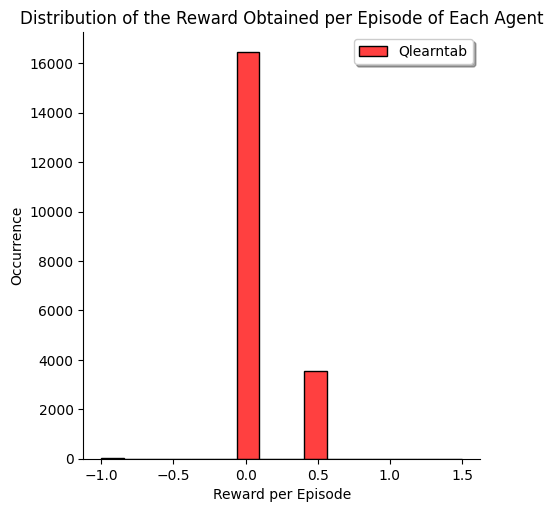 Distribution of the Reward Obtained per Episode of Each Agent
Qlearntab
16000
14000
12000
10000
8000
6000
4000
2000
0
Occurrence
−1.0 −0.5 0.0 0.5 1.0 1.5
Reward per Episode